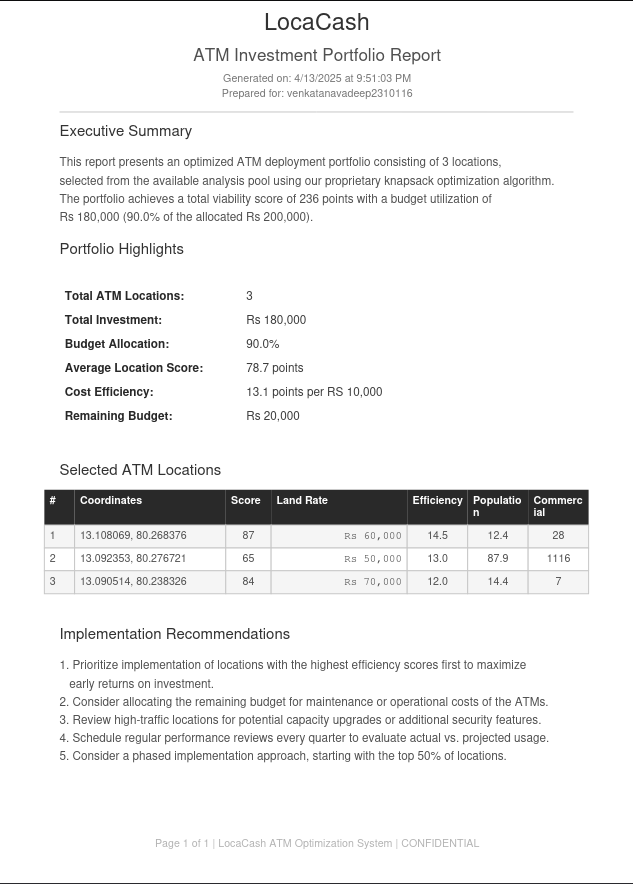 LocaCash
ATM Investment Portfolio Report
Generated on: 4/13/2025 at 9:51:03 PM
Prepared for: venkatanavadeep2310116
Executive Summary
This report presents an optimized ATM deployment portfolio consisting of 3 locations,
selected from the available analysis pool using our proprietary knapsack optimization algorithm.
The portfolio achieves a total viability score of 236 points with a budget utilization of
Rs 180,000 (90.0% of the allocated Rs 200,000).
Portfolio Highlights
Total ATM Locations: 3
Total Investment: Rs 180,000
Budget Allocation: 90.0%
Average Location Score: 78.7 points
Cost Efficiency: 13.1 points per RS 10,000
Remaining Budget: Rs 20,000
Selected ATM Locations
# Coordinates Score Land Rate Efficiency Populatio Commerc
n ial
1 13.108069, 80.268376 87 Rs 60,000 14.5 12.4 28
2 13.092353, 80.276721 65 Rs 50,000 13.0 87.9 1116
3 13.090514, 80.238326 84 Rs 70,000 12.0 14.4 7
Implementation Recommendations
1. Prioritize implementation of locations with the highest efficiency scores first to maximize
early returns on investment.
2. Consider allocating the remaining budget for maintenance or operational costs of the ATMs.
3. Review high-traffic locations for potential capacity upgrades or additional security features.
4. Schedule regular performance reviews every quarter to evaluate actual vs. projected usage.
5. Consider a phased implementation approach, starting with the top 50% of locations.
Page 1 of 1 | LocaCash ATM Optimization System | CONFIDENTIAL